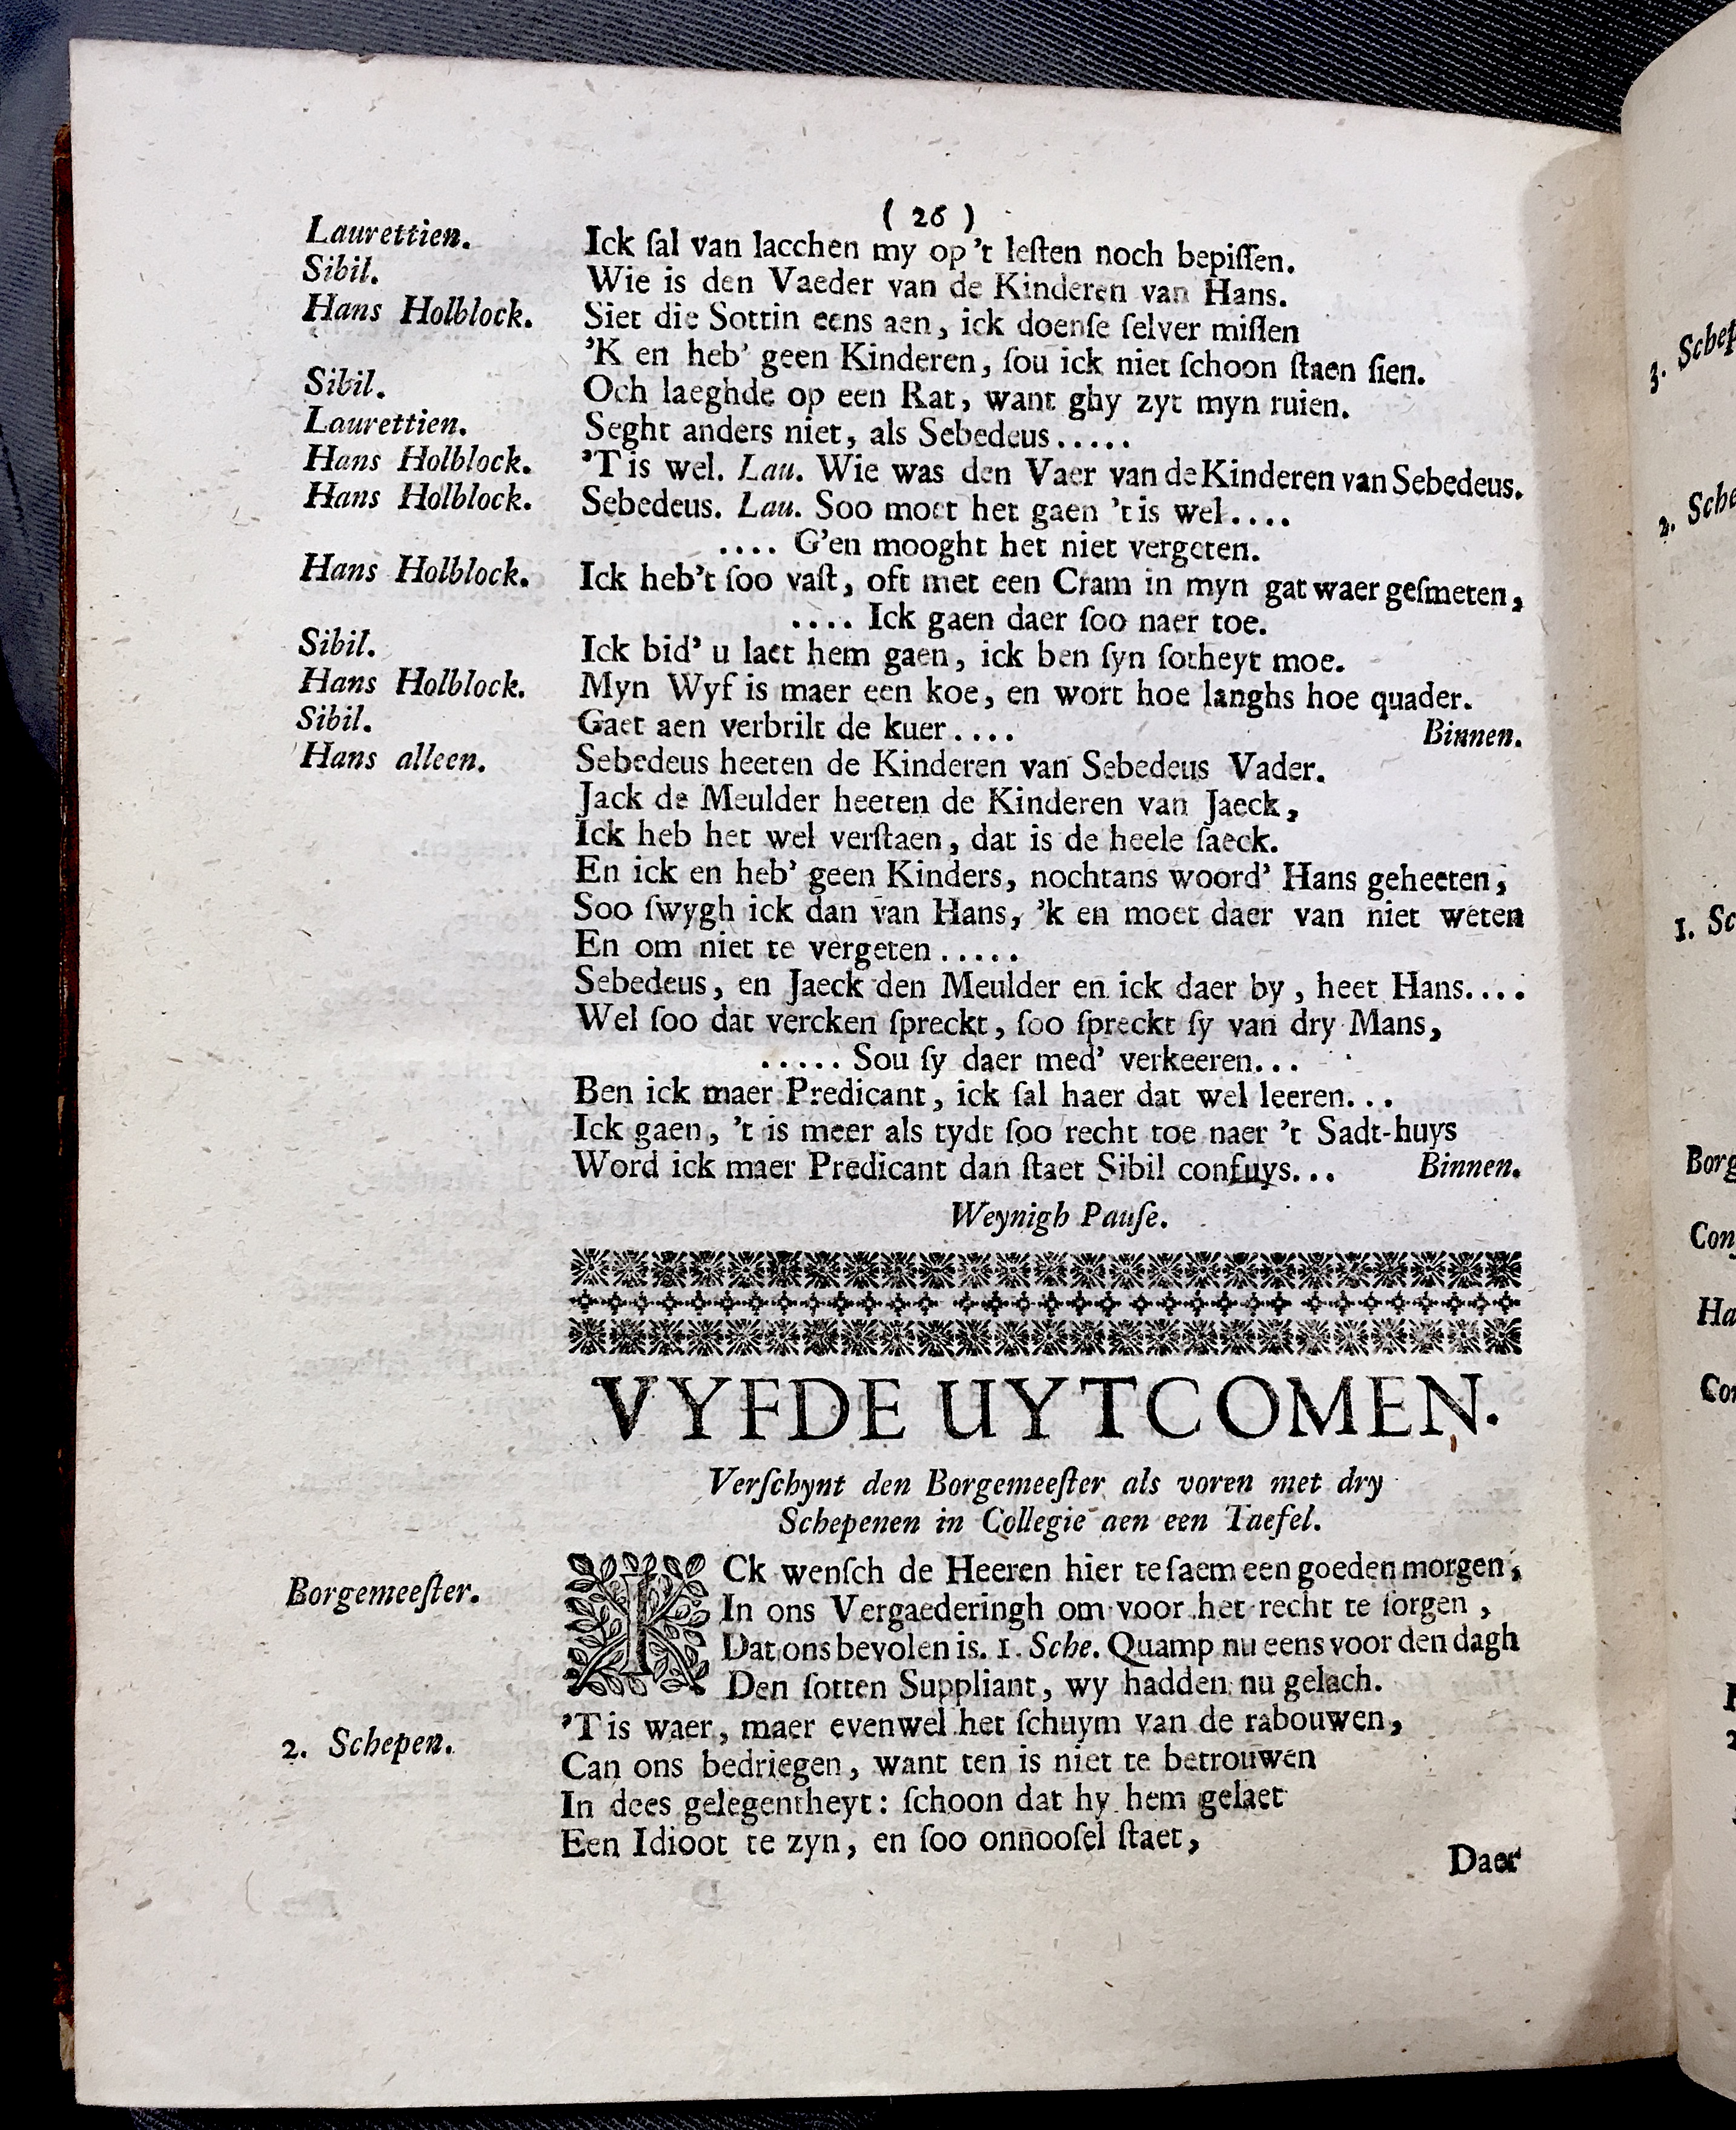 ( 26 )
Laurettien. Ick ſal van lacchen my op 't leſten noch bepiſſen.
Sibil. Wie is den Vaeder van de Kinderen van Hans.
Hans Holblock. Siet die Sottin eens aen, ick doenſe ſelver miſſen
'K en heb' geen Kinderen, ſou ick niet ſchoon ſtaen ſien.
Sibil. Och laeghde op een Rat, want ghy zyt myn ruien.
Laurettien. Seght anders niet, als Sebedeus.....
Hans Holblock. 'T is wel. Lau. Wie was den Vaer van de Kinderen van Sebedeus.
Hans Holblock. Sebedeus. Lau. Soo moet het gaen 't is wel....
.... G'en mooght het niet vergeten.
Hans Holblock. Ick heb't ſoo vaſt, oft met een Cram in myn gat waer geſmeten,
.... Ick gaen daer ſoo naer toe.
Sibil. Ick bid' u laet hem gaen, ick ben ſyn ſotheyt moe.
Hans Holblock. Myn Wyf is maer een koe, en wort hoe langhs hoe quader.
Sibil. Gaet aen verbrilt de kuer.... Binnen.
Hans alleen. Sebedeus heeten de Kinderen van Sebedeus Vader.
Jack de Meulder heeten de Kinderen van Jaeck,
Ick heb het wel verſtaen, dat is de heele ſaeck.
En ick en heb' geen Kinders, nochtans woord' Hans geheeten,
Soo ſwygh ick dan van Hans, 'k en moet daer van niet weten
En om niet te vergeten.....
Sebedeus, en Jaeck den Meulder en ick daer by, heet Hans....
Wel ſoo dat vercken ſpreckt, ſoo ſpreckt ſy van dry Mans,
..... Sou ſy daer med' verkeeren...
Ben ick maer Predicant, ick ſal haer dat wel leeren...
Ick gaen, 't is meer als tydt ſoo recht toe naer 't Sadt-huys
Word ick maer Predicant dan ſtaet Sibil confuys... Binnen.
Weynigh Pauſe.
VYFDE UYTCOMEN.
Verſchynt den Borgemeeſter als voren met dry
Schepenen in Collegie aen een Taefel.
Borgemeeſter. ICk wenſch de Heeren hier te ſaem een goeden morgen,
In ons Vergaederingh om voor het recht te ſorgen,
Dat ons bevolen is. 1. Sche. Quamp nu eens voor den dagh
Den ſotten Suppliant, wy hadden nu gelach.
2. Schepen. 'T is waer, maer evenwel het ſchuym van de rabouwen,
Can ons bedriegen, want ten is niet te betrouwen
In dees gelegentheyt: ſchoon dat hy hem gelaet
Een Idioot te zyn, en ſoo onnooſel ſtaet,
Daer
3. Schep
2. Sche
1. Sc
Borg
Con
Ha
Con